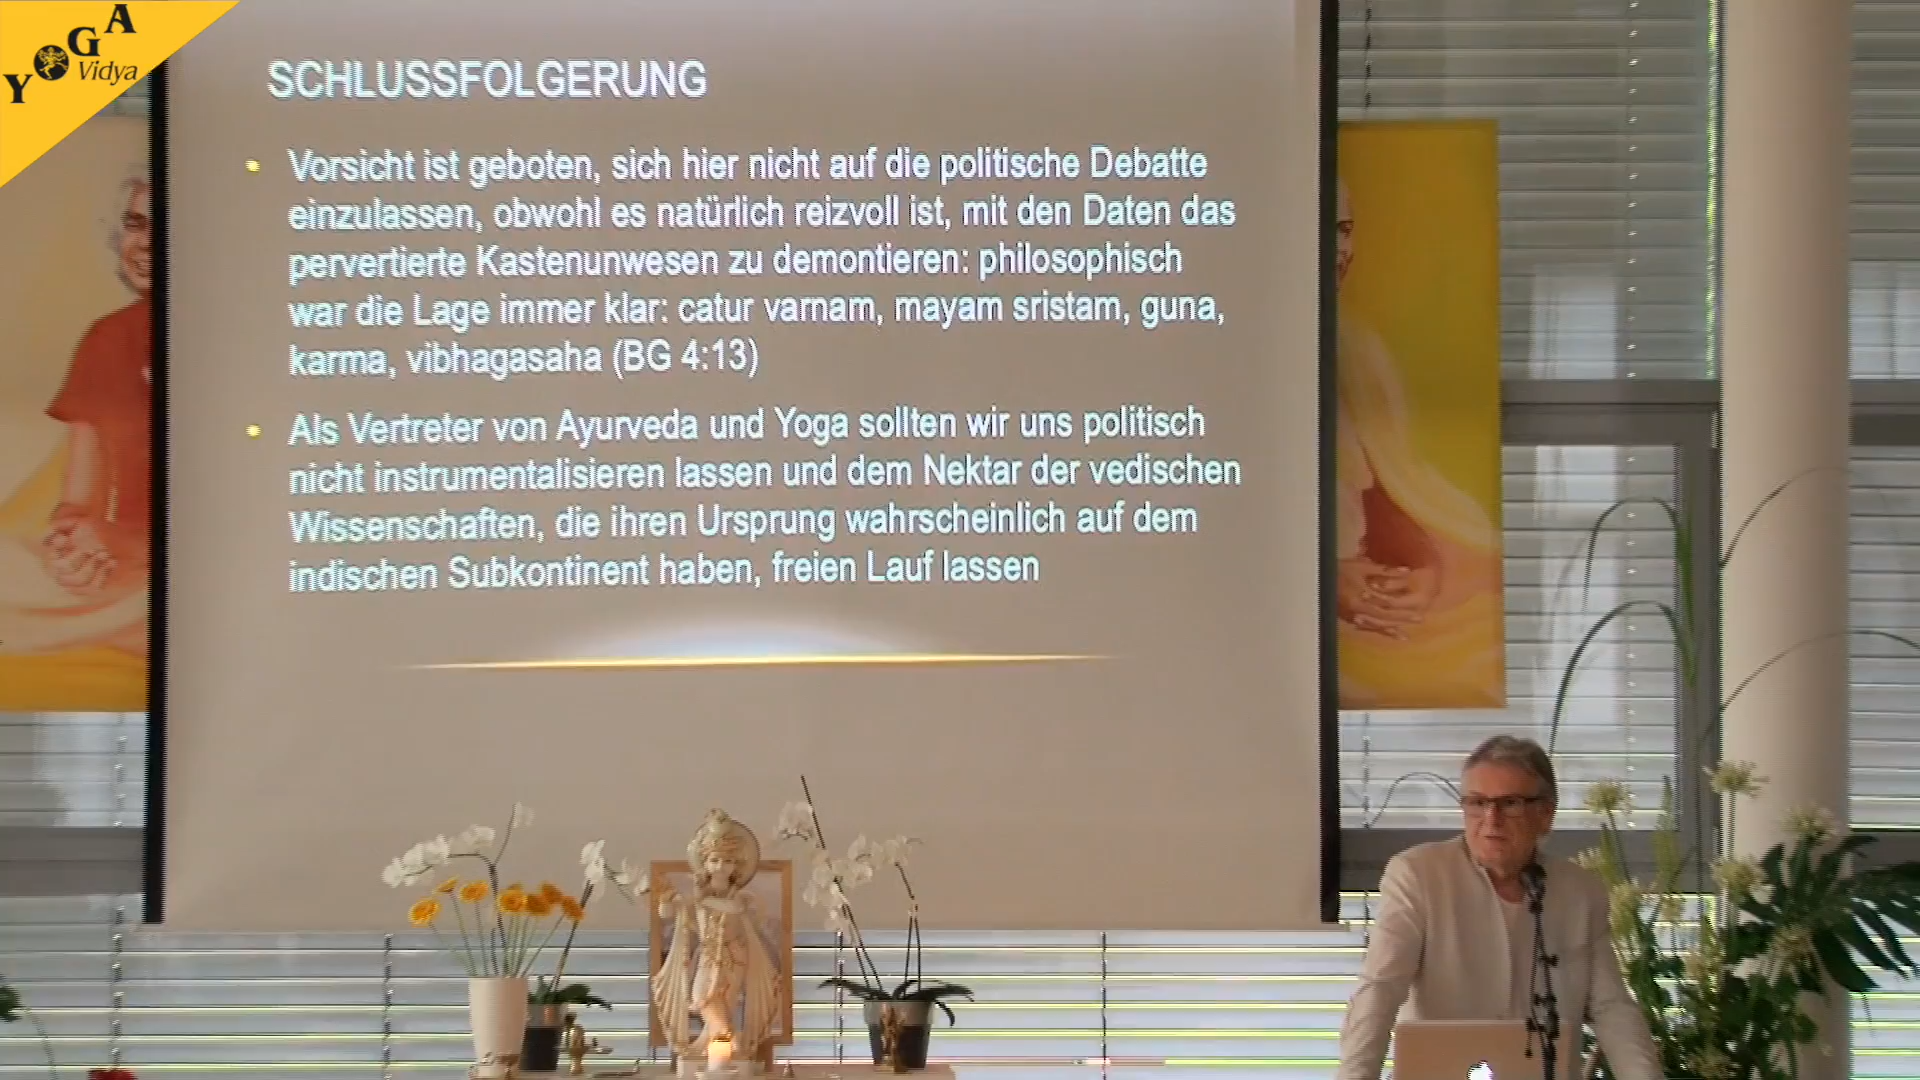 YOGA
Vidya
SCHLUSSFOLGERUNG
• Vorsicht ist geboten, sich hier nicht auf die politische Debatte
einzulassen, obwohl es natürlich reizvoll ist, mit den Daten das
pervertierte Kastenunwesen zu demontieren: philosophisch
war die Lage immer klar: catur varnam, mayam sristam, guna,
karma, vibhagasaha (BG 4:13)
• Als Vertreter von Ayurveda und Yoga sollten wir uns politisch
nicht instrumentalisieren lassen und dem Nektar der vedischen
Wissenschaften, die ihren Ursprung wahrscheinlich auf dem
indischen Subkontinent haben, freien Lauf lassen